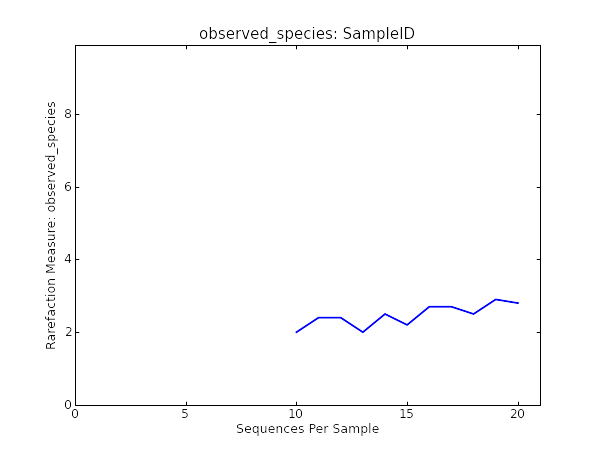 observed_species: SampleID
Rarefaction Measure: observed_species
8
6
4
2
0
0 5 10 15 20
Sequences Per Sample